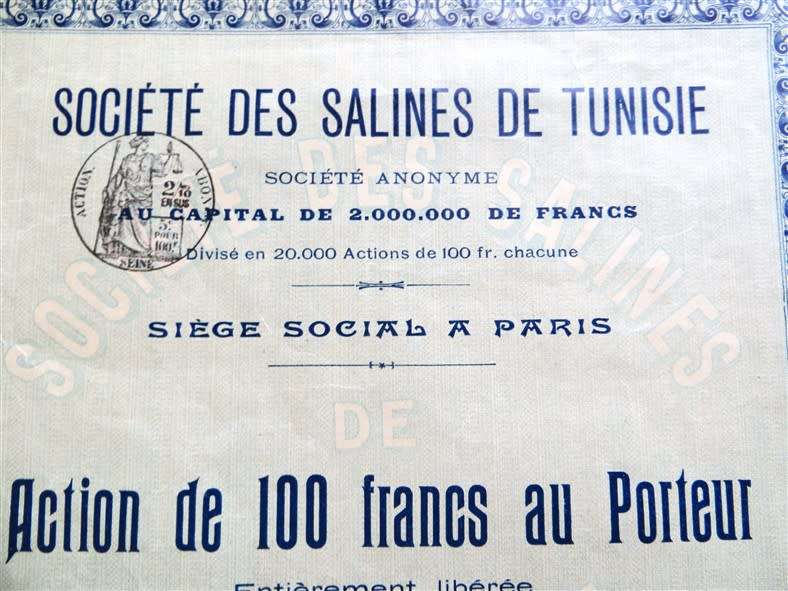 SOCIÉTÉ DES SALINES DE TUNISIE
SOCIÉTÉ ANONYME
AU CAPITAL DE 2.000.000 DE FRANCS
Divisé en 20.000 Actions de 100 fr. chacune
SIÈGE SOCIAL A PARIS
Action de 100 francs au Porteur
Entièrement libérée
ACTION
ABONT
EN SUS
POUR
SEINE
SOCIÉTÉ DES SALINES
DE